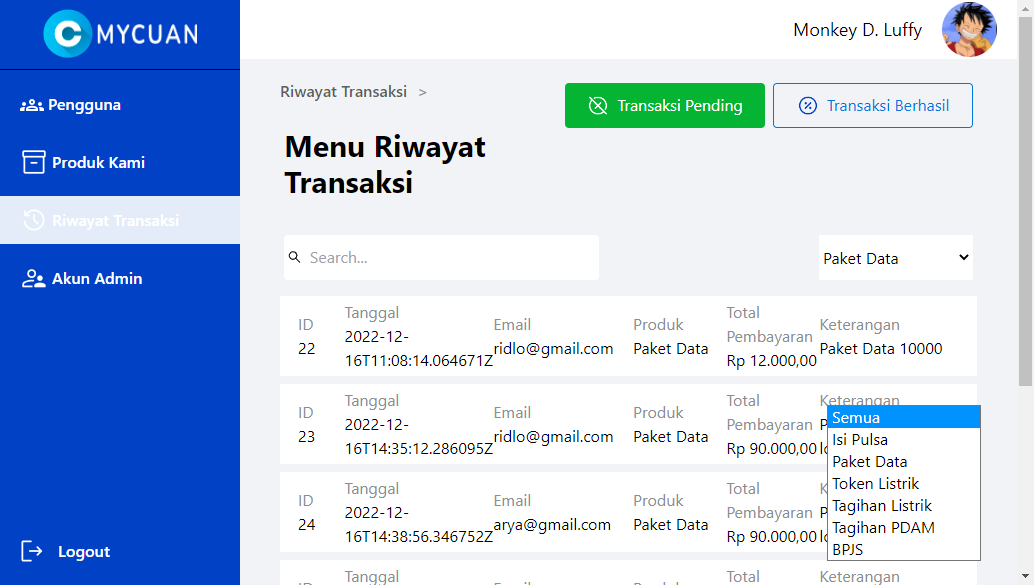 MYCUAN
Monkey D. Luffy
Pengguna
Produk Kami
Riwayat Transaksi
Akun Admin
Logout
Riwayat Transaksi >
Transaksi Pending
Transaksi Berhasil
Menu Riwayat
Transaksi
Search...
Paket Data
ID
22
Tanggal
2022-12-
16T11:08:14.064671Z
Email
ridlo@gmail.com
Produk
Paket Data
Total
Pembayaran
Rp 12.000,00
Keterangan
Paket Data 10000
ID
23
Tanggal
2022-12-
16T14:35:12.286095Z
Email
ridlo@gmail.com
Produk
Paket Data
Total
Pembayaran
Rp 90.000,00
Keterangan
ID
24
Tanggal
2022-12-
16T14:38:56.346752Z
Email
arya@gmail.com
Produk
Paket Data
Total
Pembayaran
Rp 90.000,00
Semua
Isi Pulsa
Paket Data
Token Listrik
Tagihan Listrik
Tagihan PDAM
BPJS
ID
Tanggal
Email
Produk
Total
Keterangan